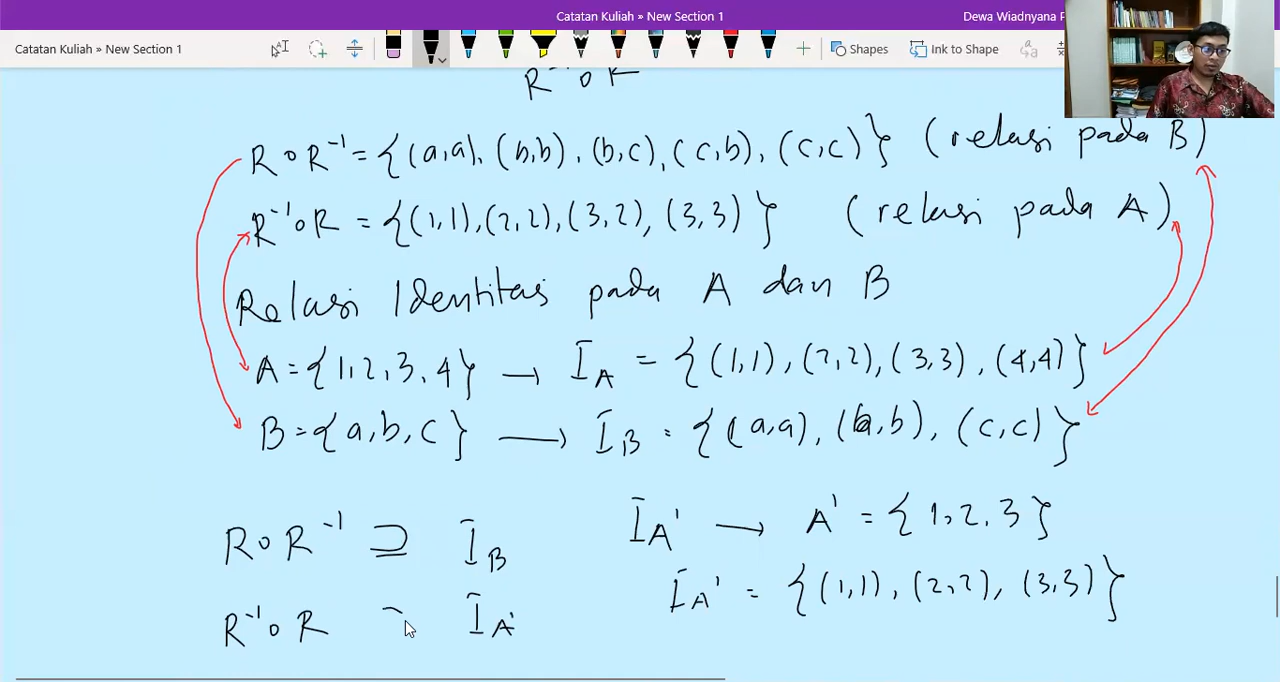 Catatan Kuliah » New Section 1
Dewa Wiadnyana
Catatan Kuliah » New Section 1
Shapes
Ink to Shape
R⁻¹ ∘ R
R ∘ R⁻¹ = {(a,a), (b,b), (b,c), (c,b), (c,c)} (relasi pada B)
R⁻¹ ∘ R = {(1,1), (2,2), (3,2), (3,3)} (relasi pada A)
Relasi Identitas pada A dan B
A = {1, 2, 3, 4} → I_A = {(1,1), (2,2), (3,3), (4,4)}
B = {a, b, c} → I_B = {(a,a), (b,b), (c,c)}
R ∘ R⁻¹ ⊇ I_B I_A' → A' = {1, 2, 3}
I_A' = {(1,1), (2,2), (3,3)}
R⁻¹ ∘ R I_A'